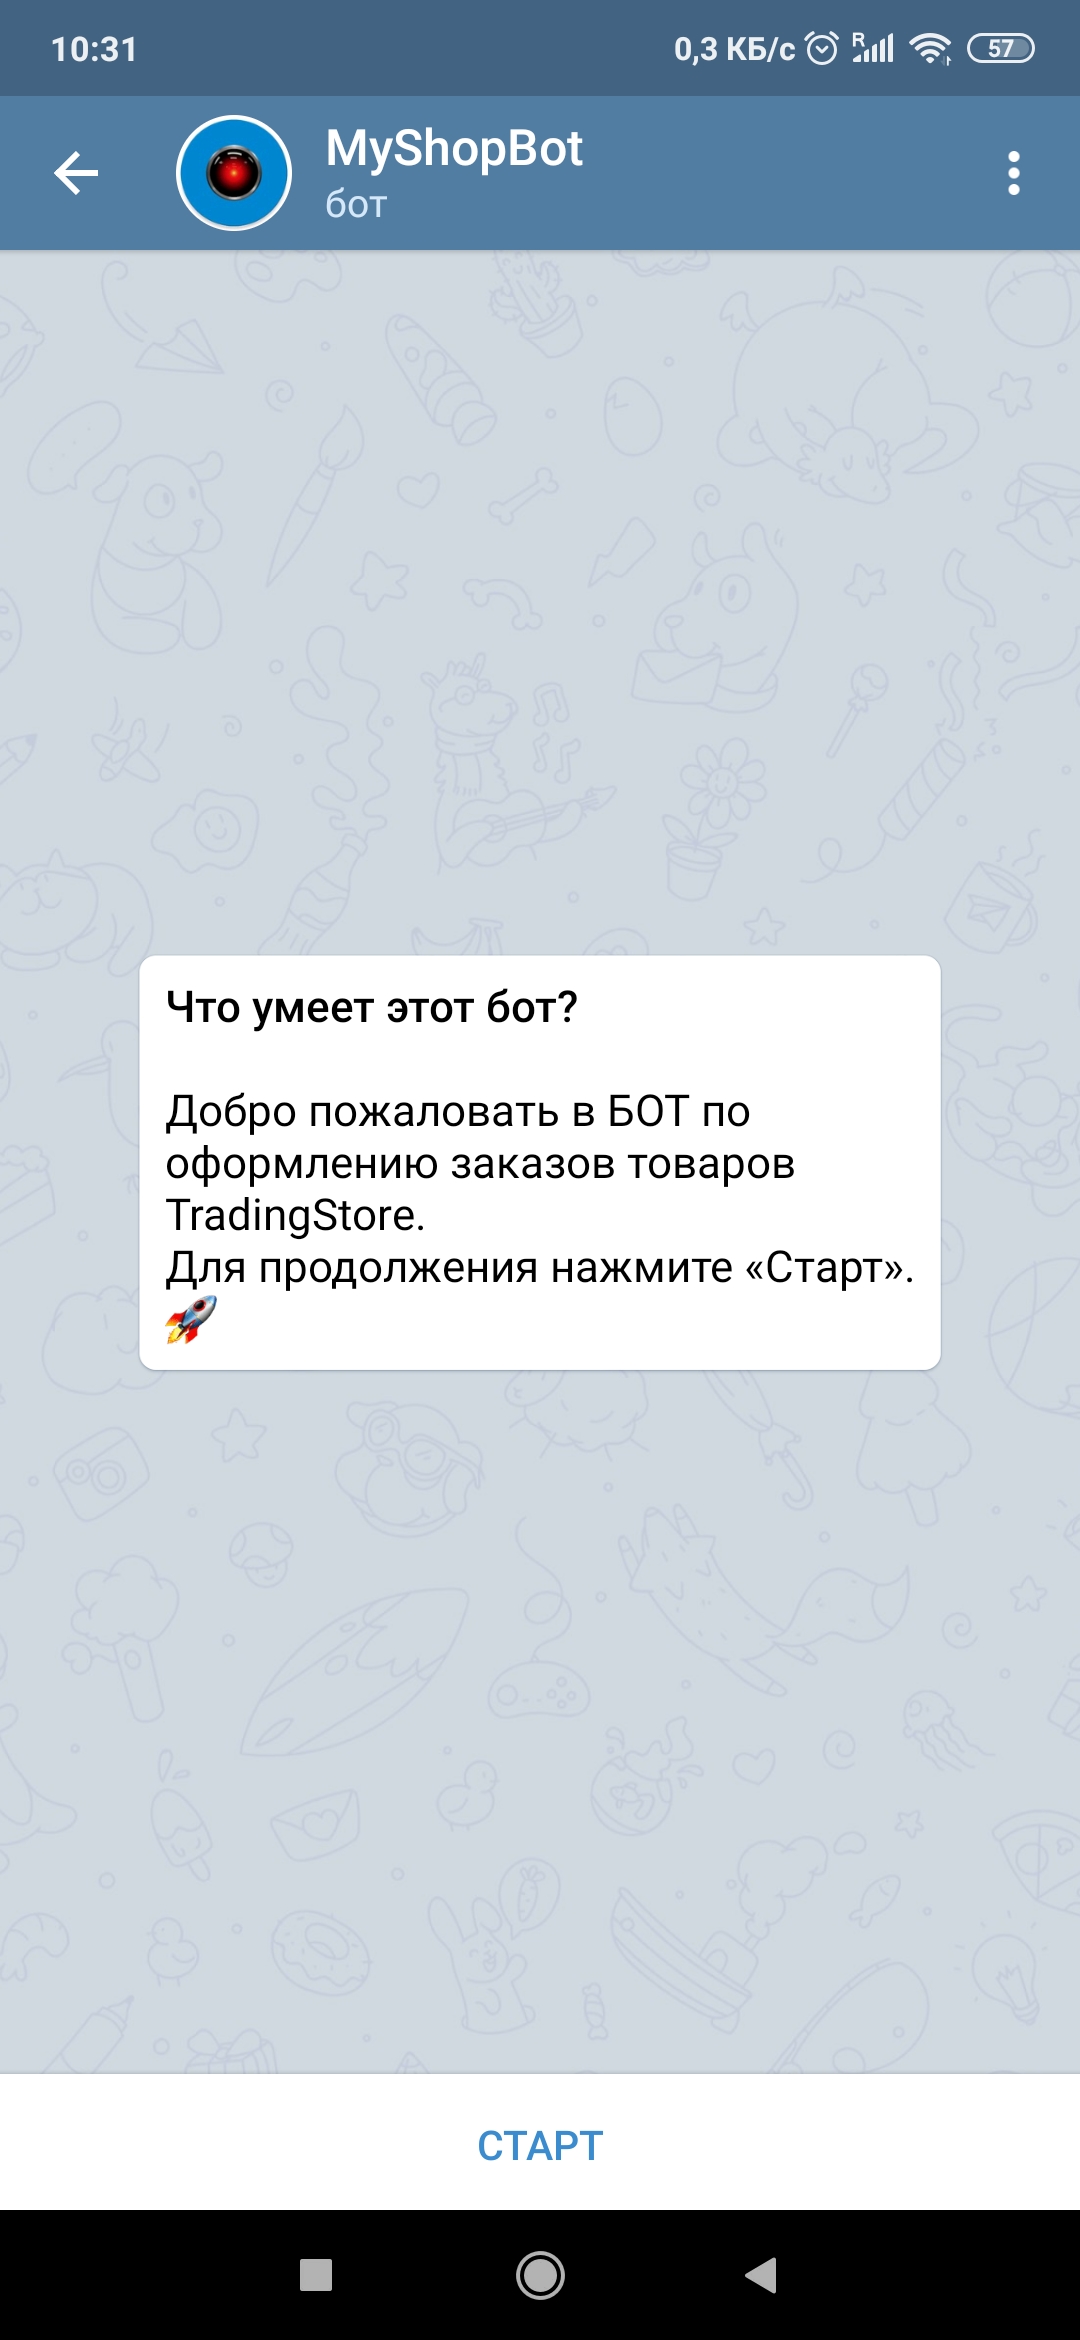 10:31
0,3 КБ/с
R
57
MyShopBot
бот
Что умеет этот бот?
Добро пожаловать в БОТ по
оформлению заказов товаров
TradingStore.
Для продолжения нажмите «Старт».
🚀
СТАРТ